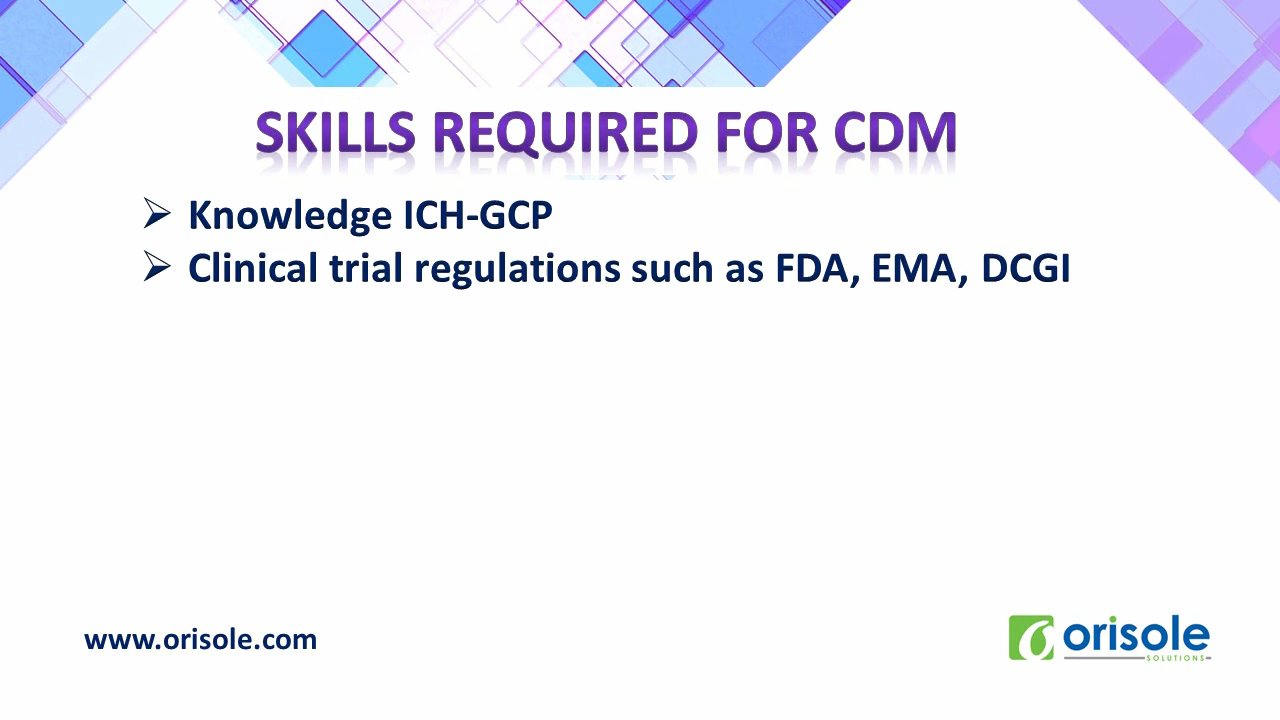 SKILLS REQUIRED FOR CDM
➢ Knowledge ICH-GCP
➢ Clinical trial regulations such as FDA, EMA, DCGI
www.orisole.com
orisole
SOLUTIONS